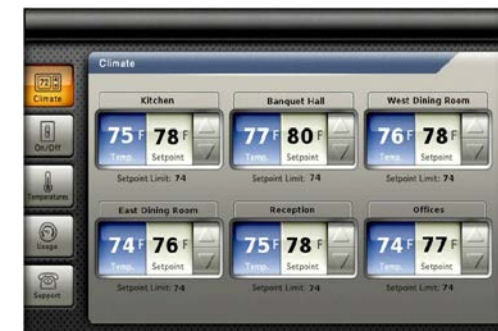 Climate
72
Climate
On/Off
Temperatures
Usage
Support
Kitchen
75 F 78 F
Temp. Setpoint
Setpoint Limit: 74
Banquet Hall
77 F 80 F
Temp. Setpoint
Setpoint Limit: 74
West Dining Room
76 F 78 F
Temp. Setpoint
Setpoint Limit: 74
East Dining Room
74 F 76 F
Temp. Setpoint
Setpoint Limit: 74
Reception
75 F 78 F
Temp. Setpoint
Setpoint Limit: 74
Offices
74 F 77 F
Temp. Setpoint
Setpoint Limit: 74